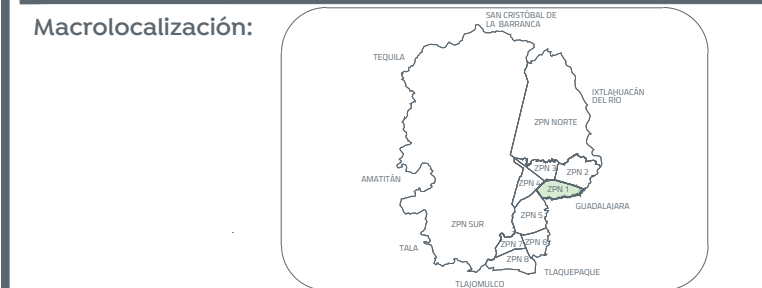 Macrolocalización:
SAN CRISTÓBAL DE
LA BARRANCA
TEQUILA
IXTLAHUACÁN
DEL RÍO
ZPN NORTE
ZPN 3
ZPN 2
AMATITÁN
ZPN 4
ZPN 1
GUADALAJARA
ZPN 5
ZPN SUR
TALA
ZPN 7
ZPN 6
ZPN 8
TLAQUEPAQUE
TLAJOMULCO